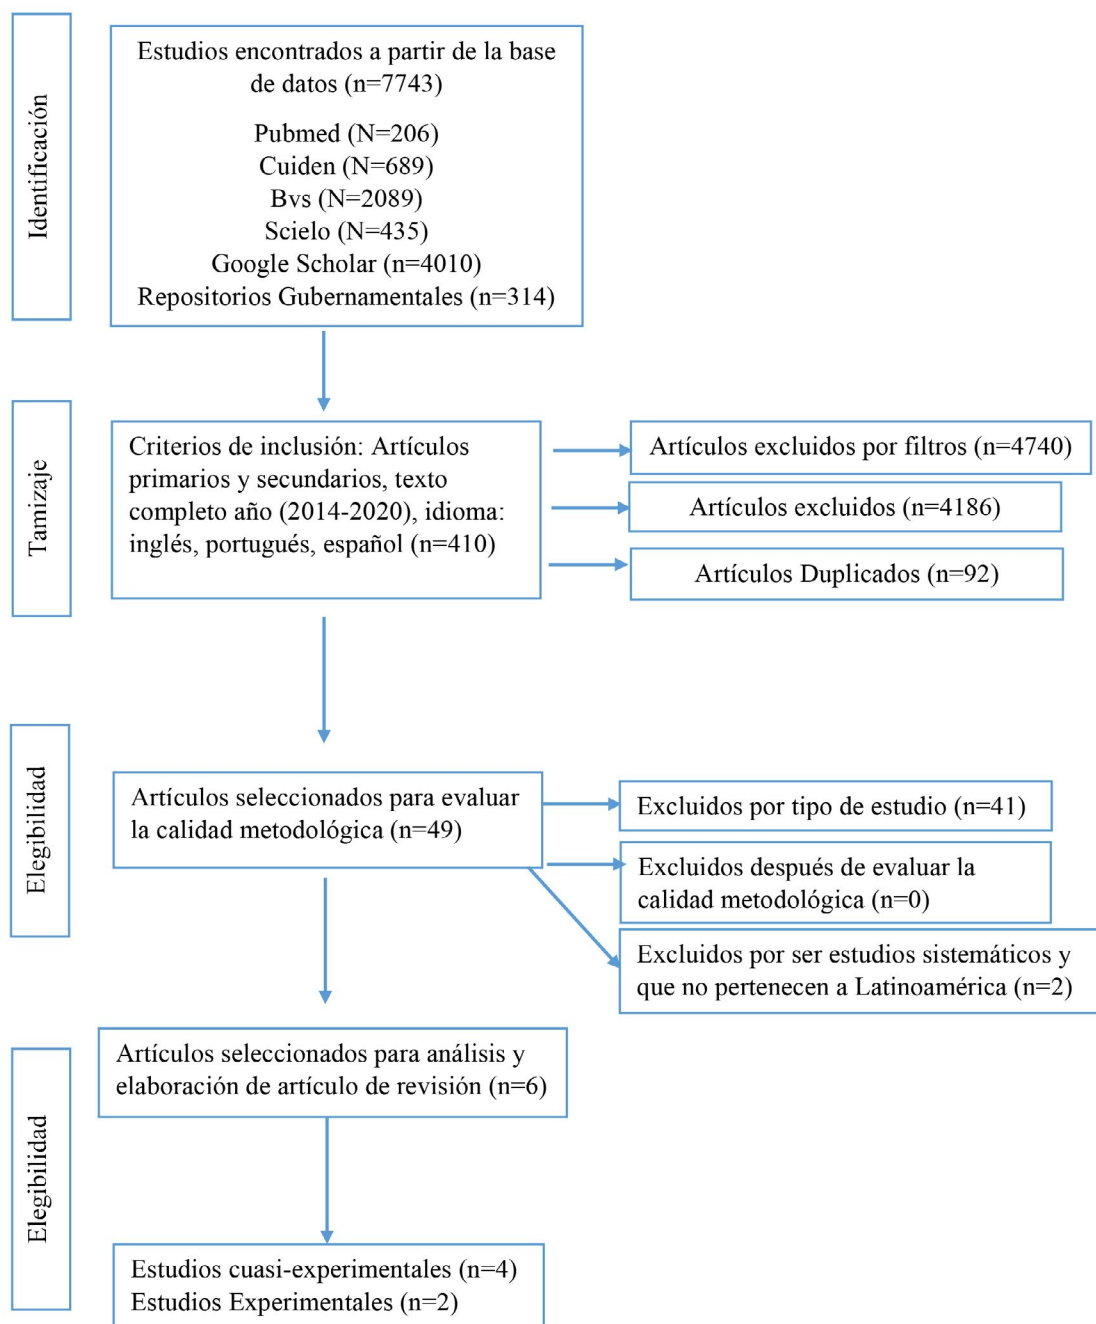 Identificación
Estudios encontrados a partir de la base
de datos (n=7743)
Pubmed (N=206)
Cuiden (N=689)
Bvs (N=2089)
Scielo (N=435)
Google Scholar (n=4010)
Repositorios Gubernamentales (n=314)
Tamizaje
Criterios de inclusión: Artículos
primarios y secundarios, texto
completo año (2014-2020), idioma:
inglés, portugués, español (n=410)
Artículos excluidos por filtros (n=4740)
Artículos excluidos (n=4186)
Artículos Duplicados (n=92)
Elegibilidad
Artículos seleccionados para evaluar
la calidad metodológica (n=49)
Excluidos por tipo de estudio (n=41)
Excluidos después de evaluar la
calidad metodológica (n=0)
Excluidos por ser estudios sistemáticos y
que no pertenecen a Latinoamérica (n=2)
Elegibilidad
Artículos seleccionados para análisis y
elaboración de artículo de revisión (n=6)
Estudios cuasi-experimentales (n=4)
Estudios Experimentales (n=2)